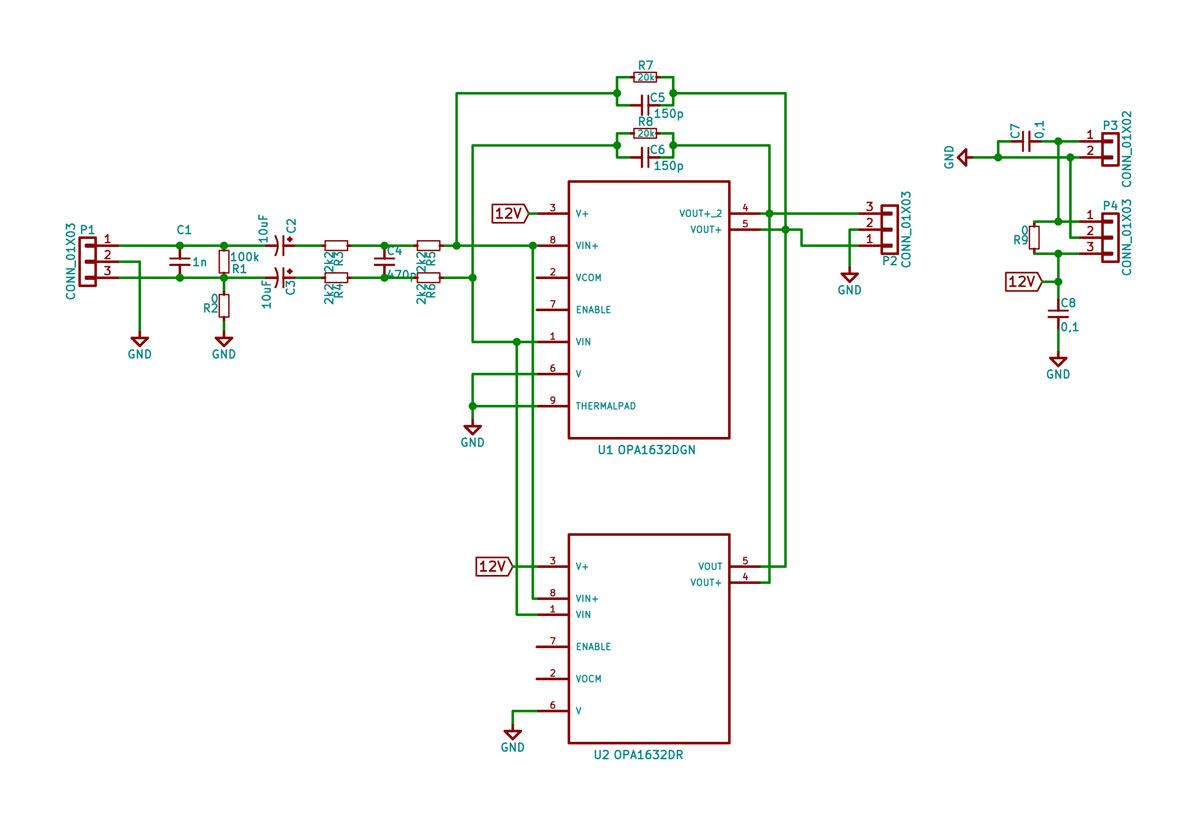 R7
20k
C5
150p
R8
20k
C6
150p
P1
CONN_01X03
1
2
3
C1
1n
100k
R1
0
R2
GND
GND
10uF
C2
10uF
C3
2k2
R3
2k2
R4
C4
470p
2k2
R5
2k2
R6
12V
3 V+
8 VIN+
2 VCOM
7 ENABLE
1 VIN
6 V
9 THERMALPAD
VOUT+_2 4
VOUT+ 5
GND
U1 OPA1632DGN
3
2
1
P2
CONN_01X03
GND
12V
3 V+
8 VIN+
1 VIN
7 ENABLE
2 VOCM
6 V
VOUT 5
VOUT+ 4
GND
U2 OPA1632DR
GND
C7
0,1
P3
1
2
CONN_01X02
P4
1
2
3
CONN_01X03
0
R9
12V
C8
0,1
GND